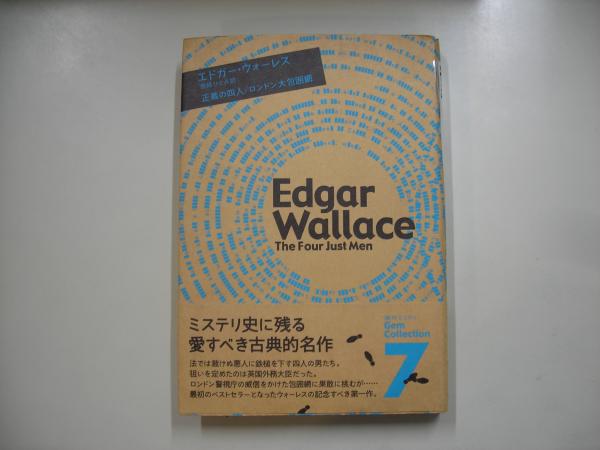 エドガー・ウォーレス
正義の四人/ロンドン大包囲網
Edgar
Wallace
The Four Just Men
ミステリ史に残る
愛すべき古典的名作
法では裁けぬ悪人に鉄槌を下す四人の男たち。
狙いを定めたのは英国外務大臣だった。
ロンドン警視庁の威信をかけた包囲網に果敢に挑むが……
最初のベストセラーとなったウォーレスの記念すべき第一作。
Gem
Collection
7